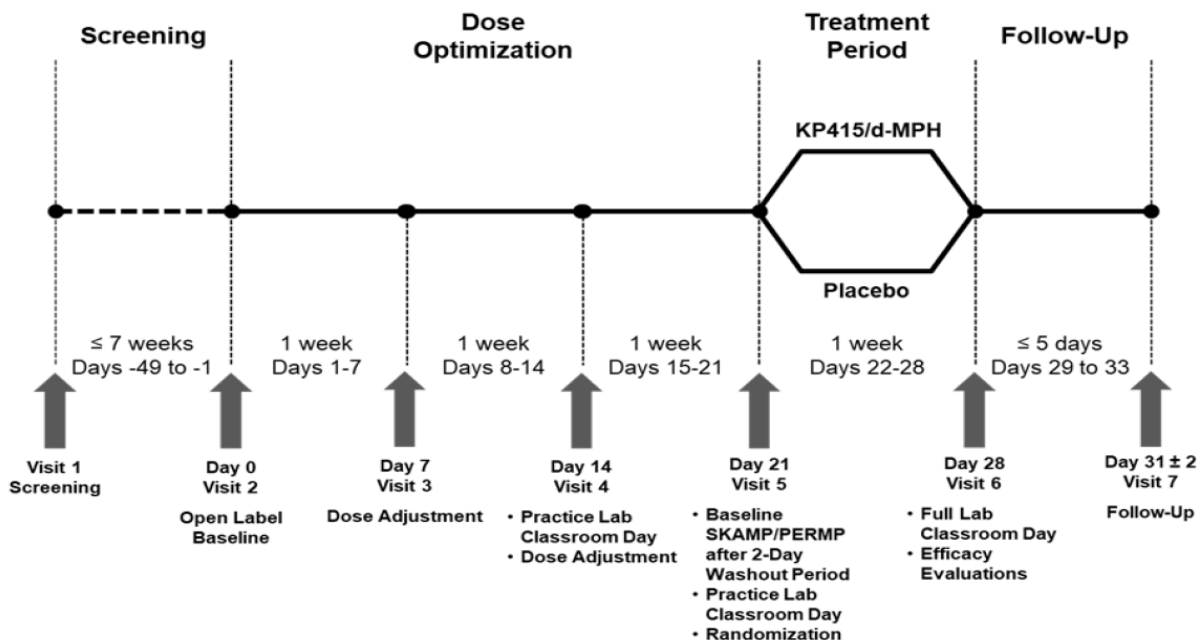 Screening
Dose
Optimization
Treatment
Period
Follow-Up
KP415/d-MPH
Placebo
≤ 7 weeks
Days -49 to -1
1 week
Days 1-7
1 week
Days 8-14
1 week
Days 15-21
1 week
Days 22-28
≤ 5 days
Days 29 to 33
Visit 1
Screening
Day 0
Visit 2
Open Label
Baseline
Day 7
Visit 3
Dose Adjustment
Day 14
Visit 4
• Practice Lab
Classroom Day
• Dose Adjustment
Day 21
Visit 5
• Baseline
SKAMP/PERMP
after 2-Day
Washout Period
• Practice Lab
Classroom Day
• Randomization
Day 28
Visit 6
• Full Lab
Classroom Day
• Efficacy
Evaluations
Day 31 ± 2
Visit 7
Follow-Up